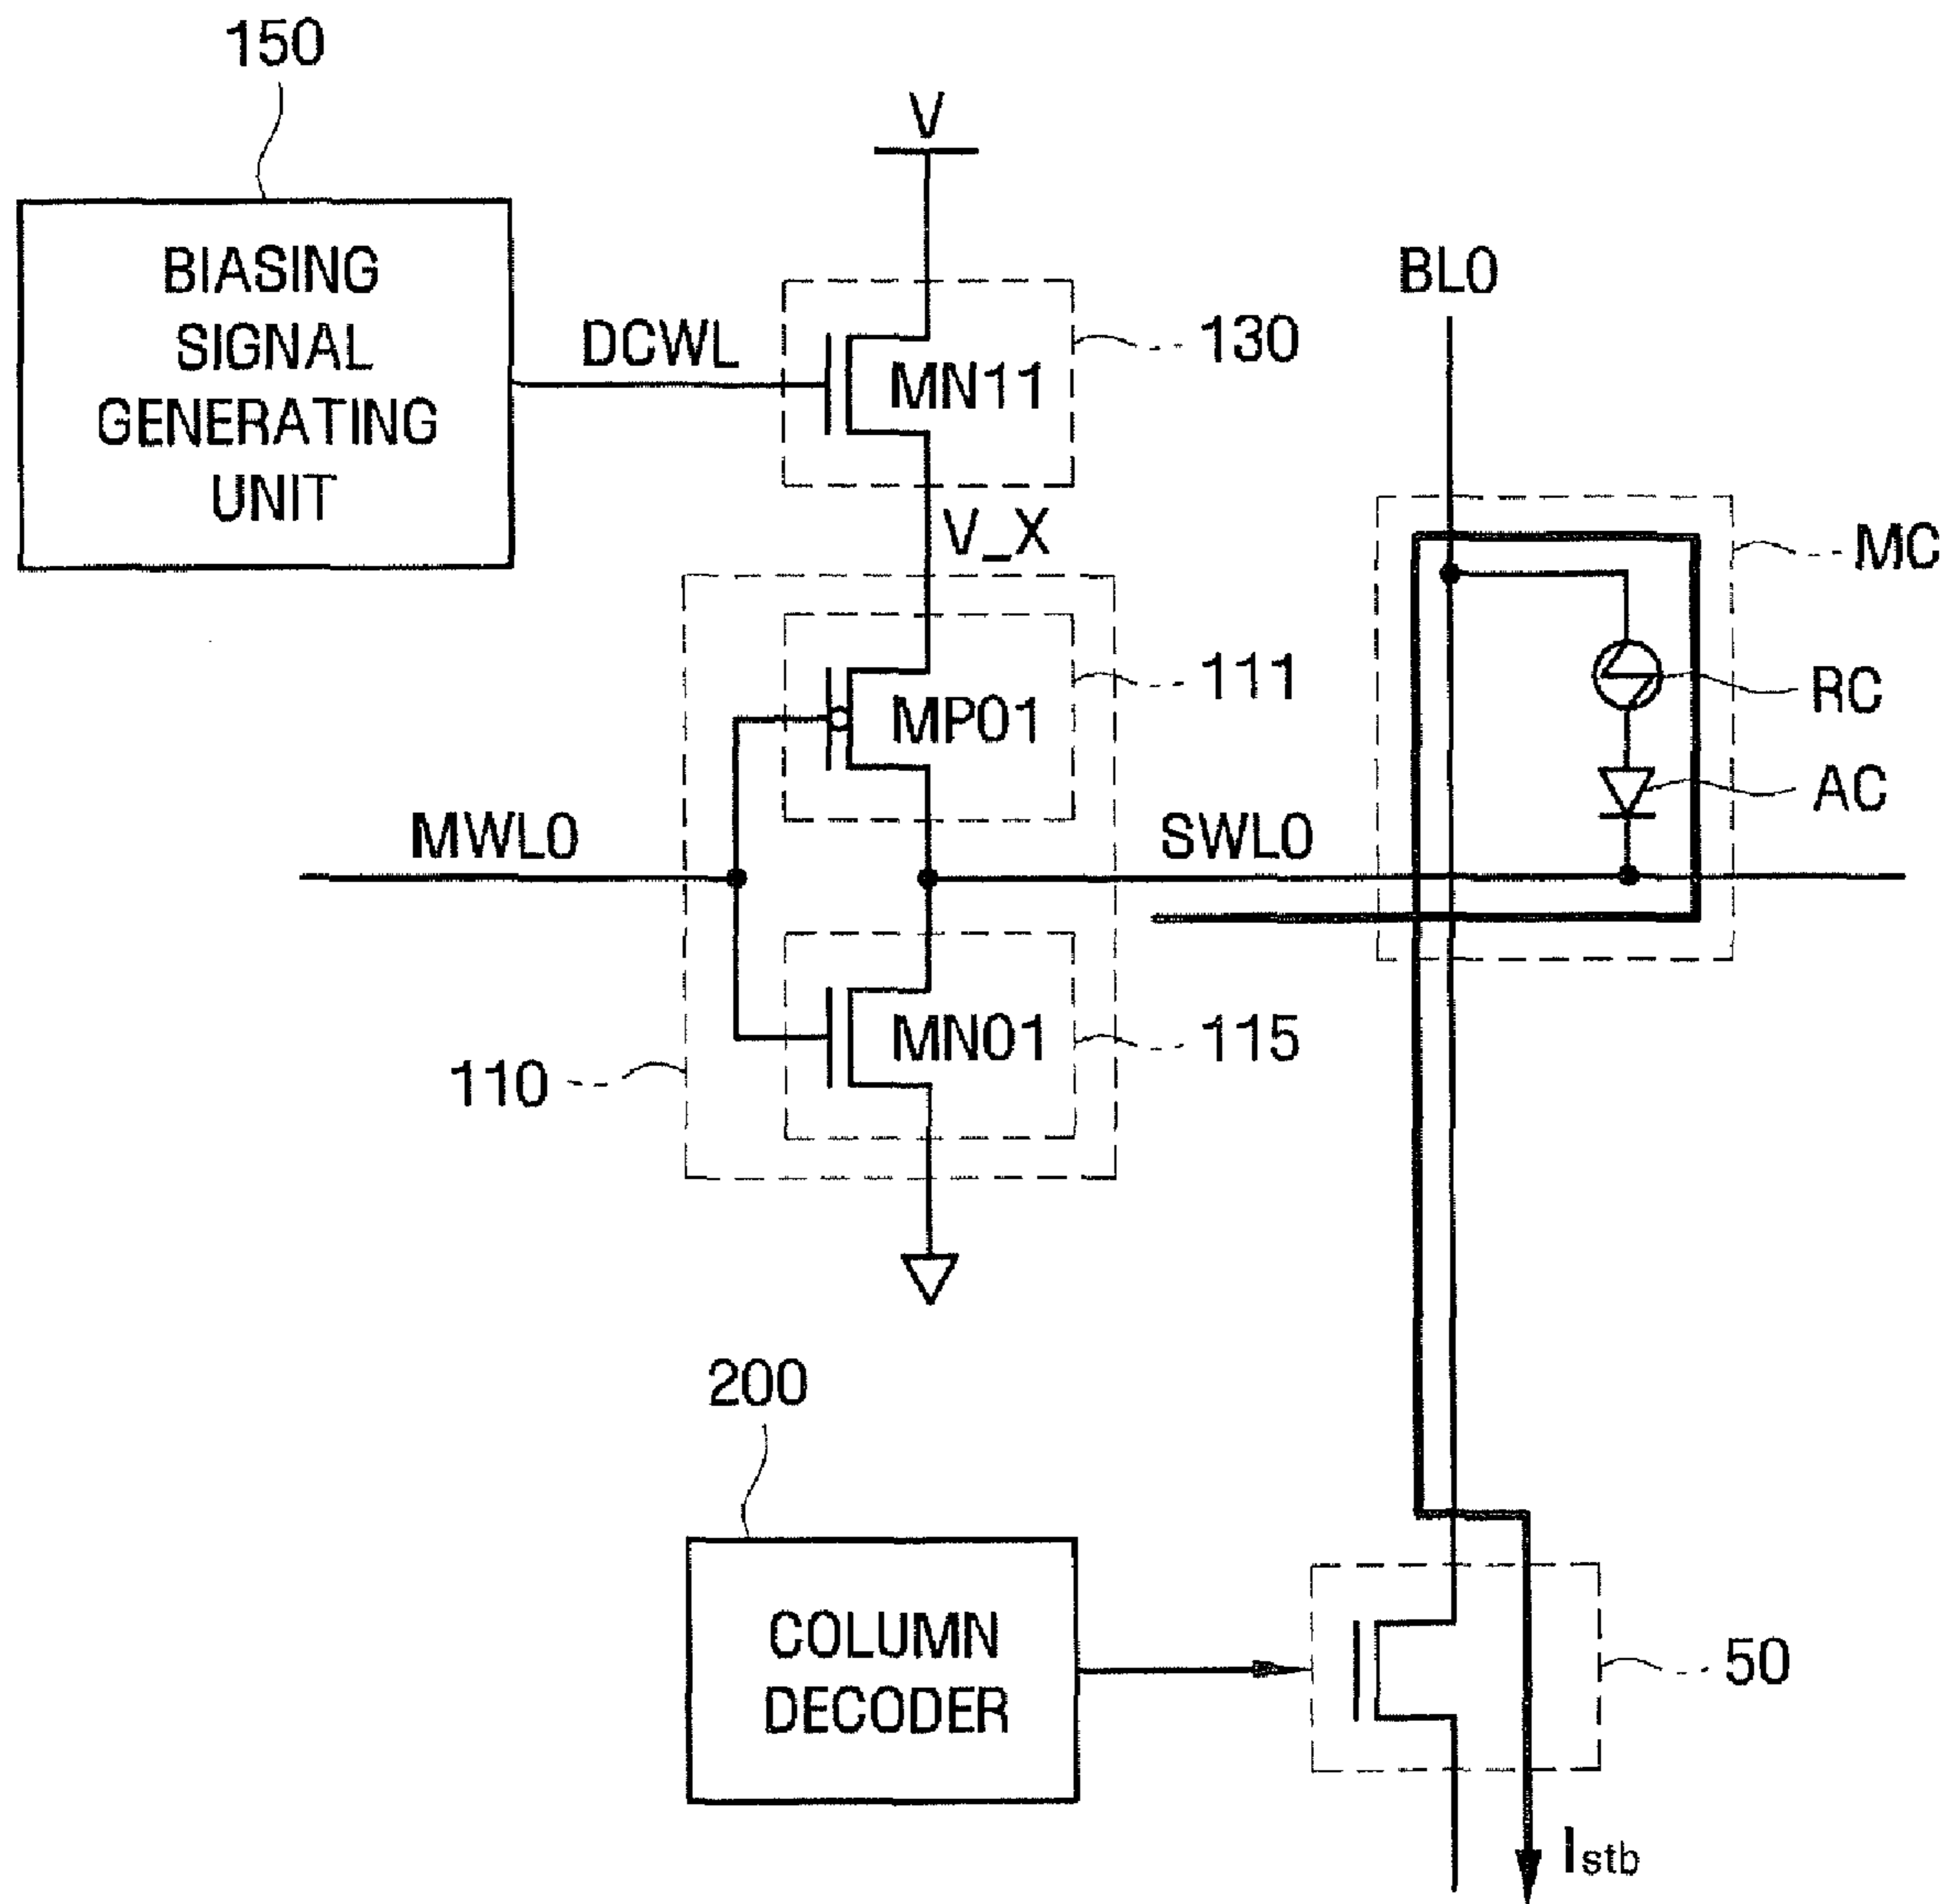 150
V
BIASING
SIGNAL
GENERATING
UNIT
DCWL
MN11
130
BL0
V_X
MC
MP01
111
RC
AC
MWL0
SWL0
MN01
115
110
200
COLUMN
DECODER
50
Istb